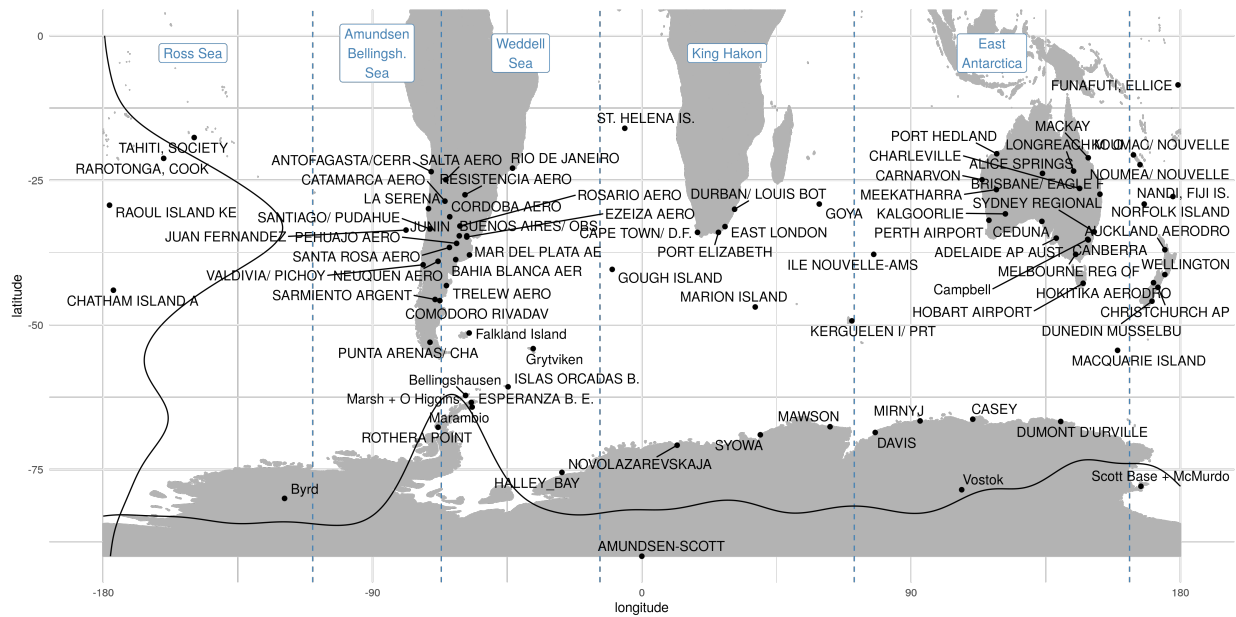 Ross Sea
Amundsen
Bellingsh.
Sea
Weddell
Sea
King Hakon
East
Antarctica
0
-25
-50
-75
latitude
-180
-90
0
90
180
longitude
FUNAFUTI, ELLICE
ST. HELENA IS.
MACKAY
PORT HEDLAND
LONGREACH
NOUMAC/ NOUVELLE
TAHITI, SOCIETY
RAROTONGA, COOK
ANTOFAGASTA/CERR
SALTA AERO
RIO DE JANEIRO
CHARLEVILLE
ALICE SPRINGS
CARNARVON
NOUMEA/ NOUVELLE
CATAMARCA AERO
RESISTENCIA AERO
BRISBANE/ EAGLE F
MEEKATHARRA
NANDI, FIJI IS.
LA SERENA
CORDOBA AERO
ROSARIO AERO
DURBAN/ LOUIS BOT
SYDNEY REGIONAL
RAOUL ISLAND KE
GOYA
KALGOORLIE
NORFOLK ISLAND
SANTIAGO/ PUDAHUE
JUNIN
BUENOS AIRES/ OBS
EZEIZA AERO
CAPE TOWN/ D.F.
EAST LONDON
PERTH AIRPORT
CEDUNA
AUCKLAND AERODRO
JUAN FERNANDEZ
PEHUAJO AERO
PORT ELIZABETH
ADELAIDE AP AUST
CANBERRA
SANTA ROSA AERO
MAR DEL PLATA AE
ILE NOUVELLE-AMS
MELBOURNE REG OF
WELLINGTON
VALDIVIA/ PICHOY
NEUQUEN AERO
BAHIA BLANCA AER
GOUGH ISLAND
Campbell
HOKITIKA AERODRO
CHATHAM ISLAND A
SARMIENTO ARGENT
TRELEW AERO
MARION ISLAND
HOBART AIRPORT
CHRISTCHURCH AP
COMODORO RIVADAV
KERGUELEN I/ PRT
DUNEDIN MUSSELBU
Falkland Island
PUNTA ARENAS/ CHA
Grytviken
MACQUARIE ISLAND
Bellingshausen
ISLAS ORCADAS B.
Marsh + O Higgins
ESPERANZA B. E.
Marambio
ROTHERA POINT
MAWSON
MIRNYJ
CASEY
SYOWA
DAVIS
DUMONT D'URVILLE
NOVOLAZAREVSKAJA
HALLEY_BAY
Byrd
Vostok
Scott Base + McMurdo
AMUNDSEN-SCOTT